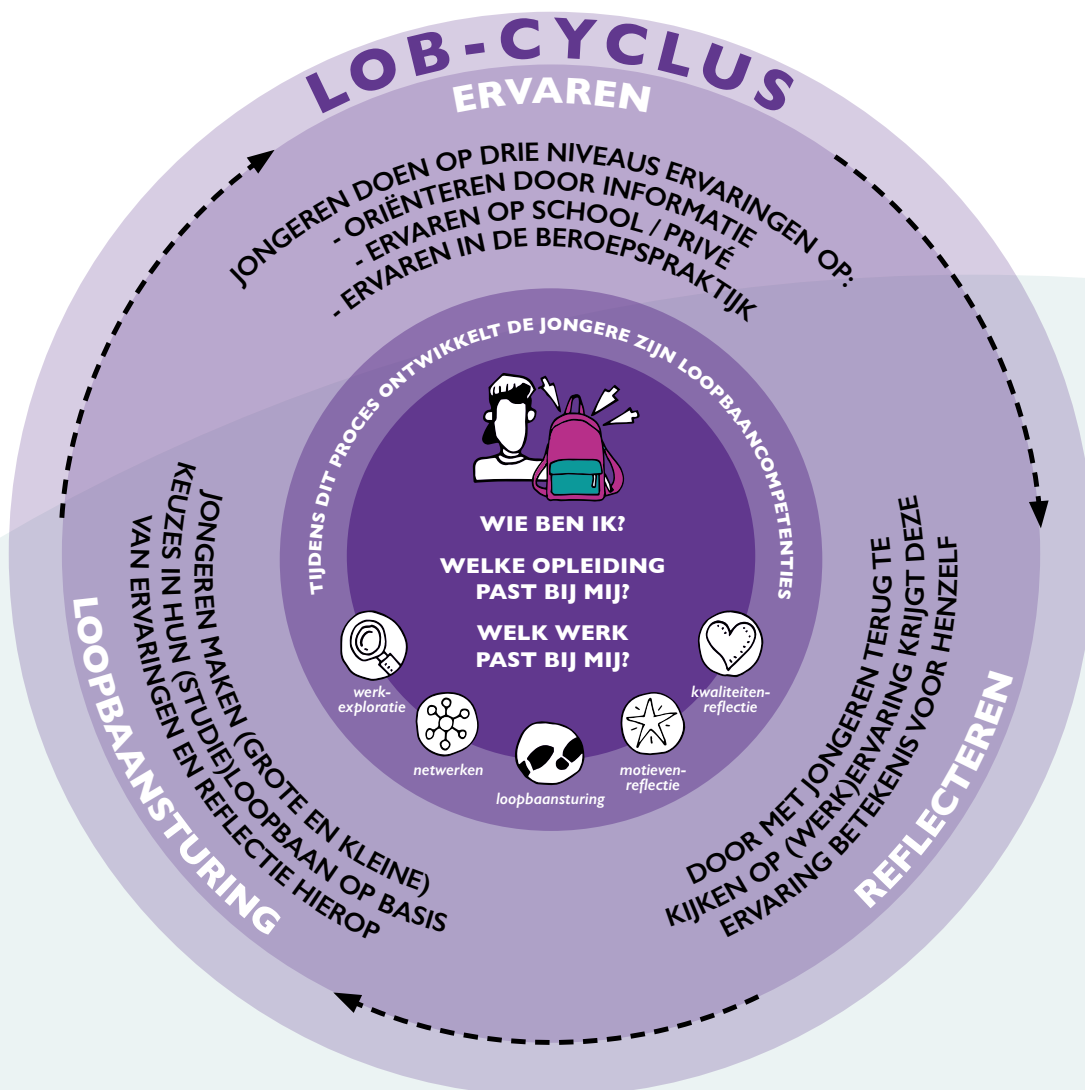 LOB-CYCLUS
ERVAREN
JONGEREN DOEN OP DRIE NIVEAUS ERVARINGEN OP:
- ORIËNTEREN DOOR INFORMATIE
- ERVAREN OP SCHOOL / PRIVÉ
- ERVAREN IN DE BEROEPSPRAKTIJK
TIJDENS DIT PROCES ONTWIKKELT DE JONGERE ZIJN LOOPBAANCOMPETENTIES
WIE BEN IK?
WELKE OPLEIDING
PAST BIJ MIJ?
WELK WERK
PAST BIJ MIJ?
werk-
exploratie
netwerken
loopbaansturing
motieven-
reflectie
kwaliteiten-
reflectie
DOOR MET JONGEREN TERUG TE
KIJKEN OP (WERK)ERVARING KRIJGT DEZE
ERVARING BETEKENIS VOOR HENZELF
REFLECTEREN
JONGEREN MAKEN (GROTE EN KLEINE)
KEUZES IN HUN (STUDIE)LOOPBAAN OP BASIS
VAN ERVARINGEN EN REFLECTIE HIEROP
LOOPBAANSTURING